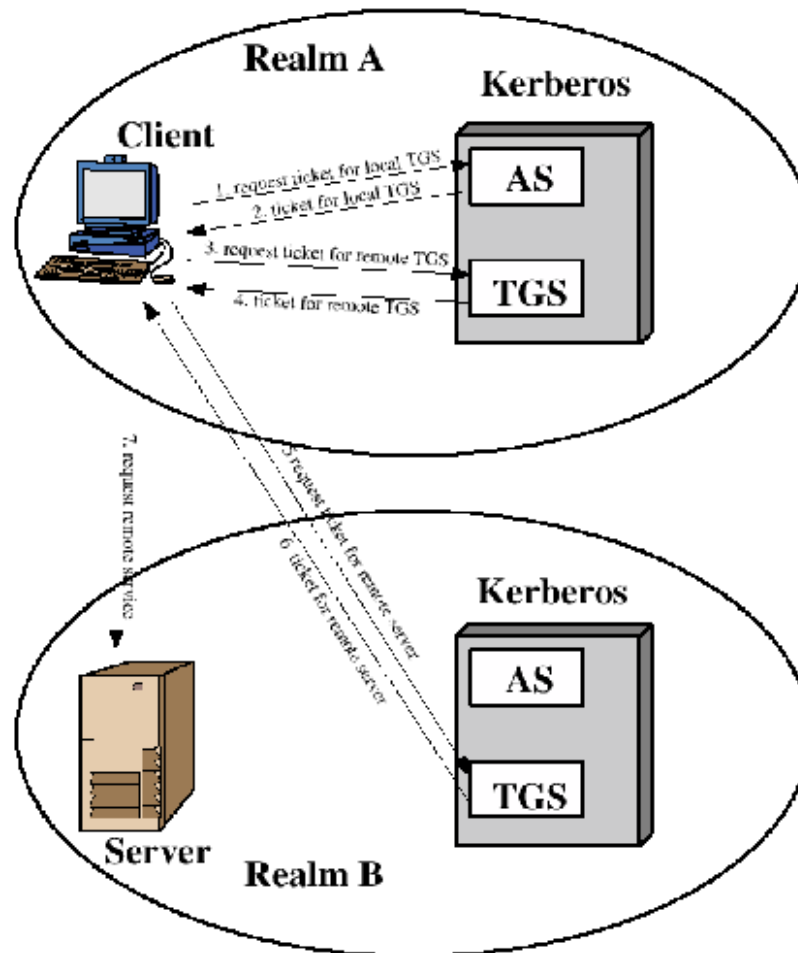 Realm A
Kerberos
Client
1. request ticket for local TGS
AS
2. ticket for local TGS
3. request ticket for remote TGS
TGS
4. ticket for remote TGS
5 request ticket for remote server
6. ticket for remote server
7. request remote service
Kerberos
AS
TGS
Server
Realm B